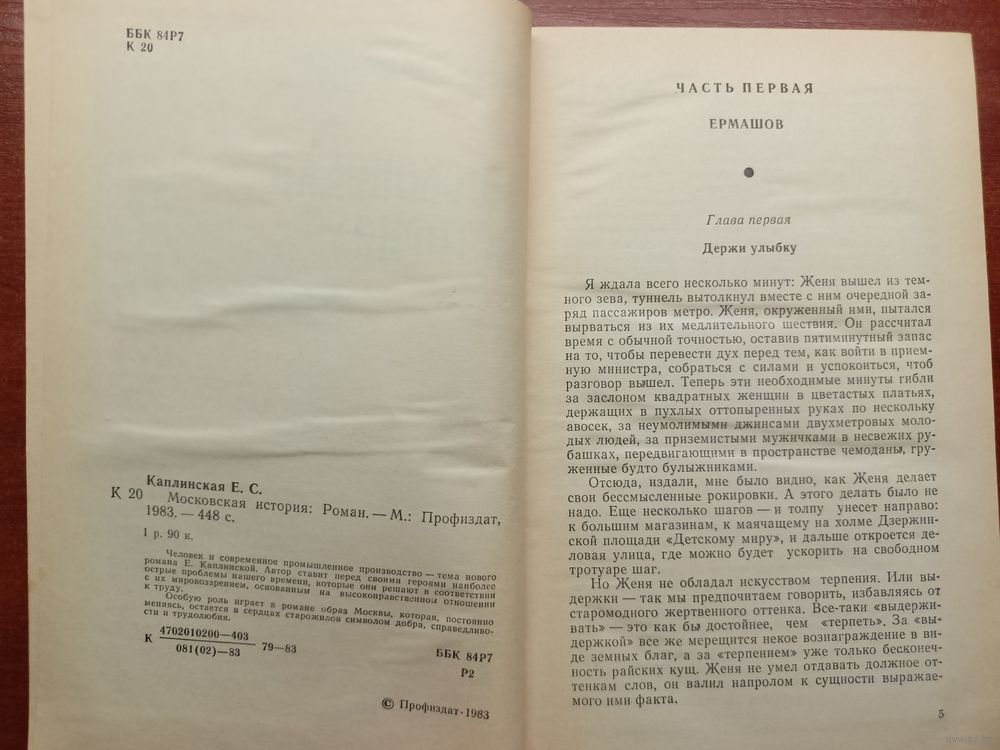 ББК 84Р7
К 20
Каплинская Е. С.
К 20 Московская история: Роман. — М.: Профиздат,
1983. — 448 с.
1 р. 90 к.
Человек и современное промышленное производство — тема нового
романа Е. Каплинской. Автор ставит перед своими героями наиболее
острые проблемы нашего времени, которые они решают в соответствии
с их мировоззрением, основанным на высоконравственном отношении
к труду.
Особую роль играет в романе образ Москвы, которая, постоянно
меняясь, остается в сердцах старожилов символом добра, справедливо-
сти и трудолюбия.
К 4702010200—403
081(02)—83
79—83
ББК 84Р7
Р2
© Профиздат · 1983
ЧАСТЬ ПЕРВАЯ
ЕРМАШОВ
Глава первая
Держи улыбку
Я ждала всего несколько минут: Женя вышел из тем-
ного зева, туннель вытолкнул вместе с ним очередной за-
ряд пассажиров метро. Женя, окруженный ими, пытался
вырваться из их медлительного шествия. Он рассчитал
время с обычной точностью, оставив пятиминутный запас
на то, чтобы перевести дух перед тем, как войти в прием-
ную министра, собраться с силами и успокоиться, чтоб
разговор вышел. Теперь эти необходимые минуты гибли
за заслоном квадратных женщин в цветастых платьях,
держащих в пухлых оттопыренных руках по нескольку
авосек, за неумолимыми джинсами двухметровых моло-
дых людей, за приземистыми мужичками в несвежих ру-
башках, передвигающими в пространстве чемоданы, гру-
женные будто булыжниками.
Отсюда, издали, мне было видно, как Женя делает
свои бессмысленные рокировки. А этого делать было не
надо. Еще несколько шагов — и толпу унесет направо:
к большим магазинам, к маячащему на холме Дзержин-
ской площади «Детскому миру», и дальше откроется де-
ловая улица, где можно будет ускорить на свободном
тротуаре шаг.
Но Женя не обладал искусством терпения. Или вы-
держки — так мы предпочитаем говорить, избавляясь от
старомодного жертвенного оттенка. Все-таки «выдержи-
вать» — это как бы достойнее, чем «терпеть». За «вы-
держкой» все же мерещится некое вознаграждение в ви-
де земных благ, а за «терпением» уже только бесконеч-
ность райских кущ. Женя не умел отдавать должное от-
тенкам слов, он валил напролом к сущности выражае-
мого ими факта.
5